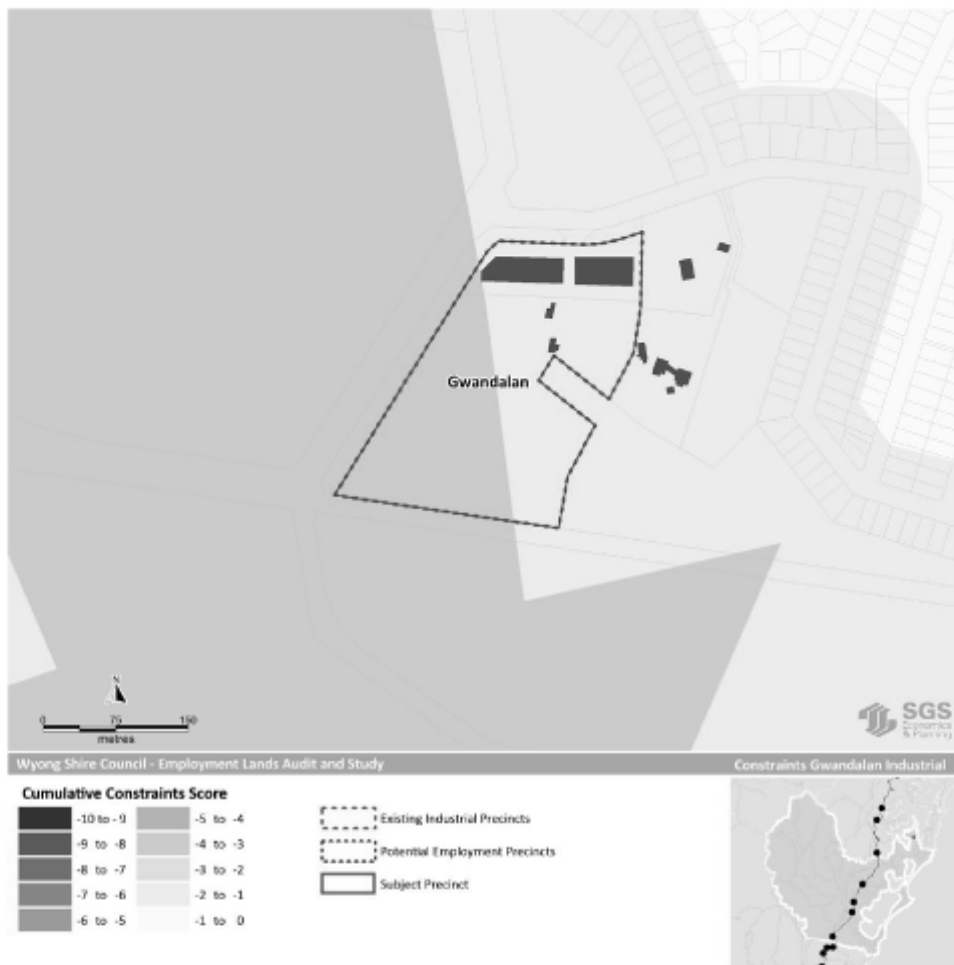 Gwandalan
N
0 75 150
metres
SGS
Economics
& Planning
Wyong Shire Council - Employment Lands Audit and Study Constraints Gwandalan Industrial
Cumulative Constraints Score
-10 to - 9 -5 to -4
-9 to -8 -4 to -3
-8 to -7 -3 to -2
-7 to -6 -2 to -1
-6 to -5 -1 to 0
Existing Industrial Precincts
Potential Employment Precincts
Subject Precinct